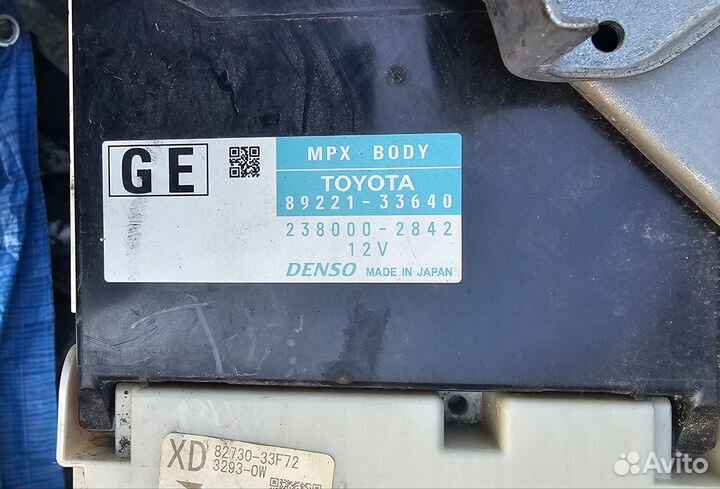 GE
MPX BODY
TOYOTA
89221-33640
238000-2842
12V
DENSO MADE IN JAPAN
XD 82730-33F72
3293-0W
Avito